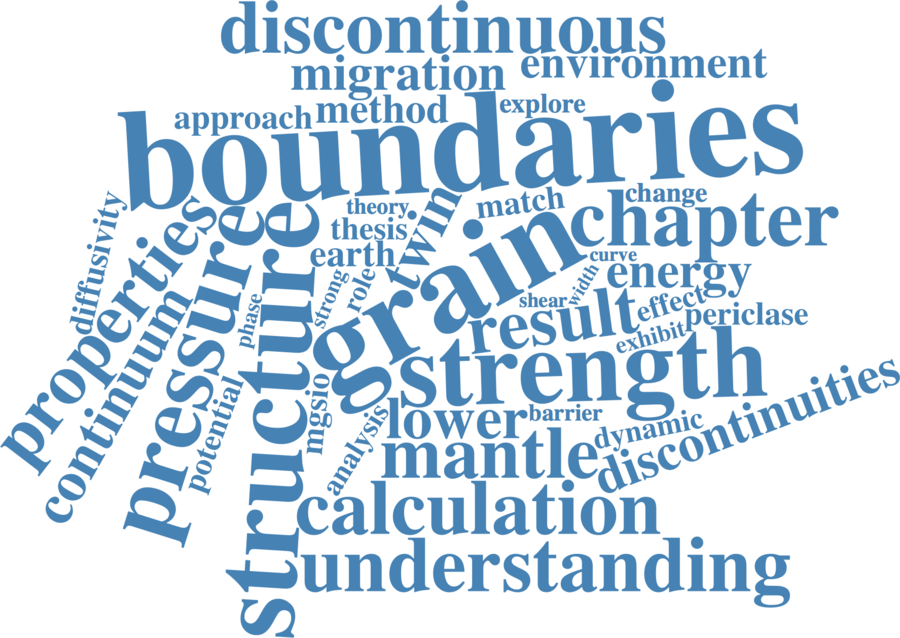 discontinuous
migration
environment
approach
method
explore
boundaries
diffusivity
properties
continuum
pressure
phase
potential
structure
theory
thesis
earth
strong
role
twin
match
change
chapter
grain
curve
energy
width
shear
result
effect
periclase
exhibit
strength
mgsio
analysis
lower
barrier
dynamic
mantle
discontinuities
calculation
understanding